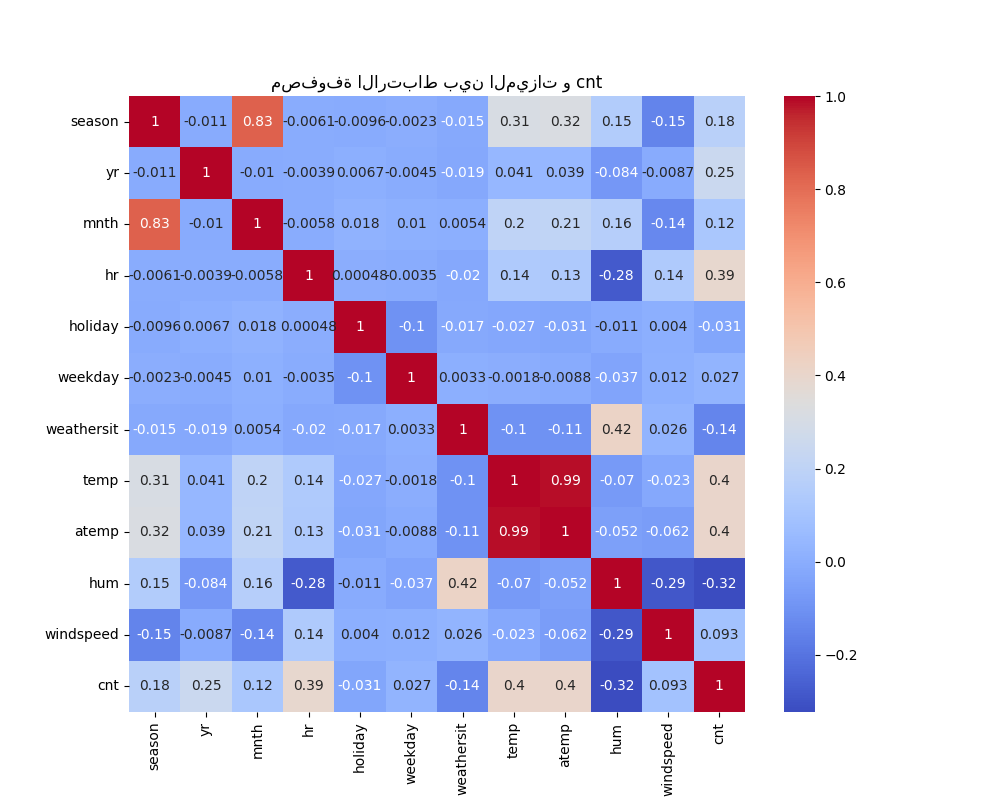 مصفوفة الارتباط بين الميزات و cnt
season 1 -0.011 0.83 -0.0061 -0.0096 -0.0023 -0.015 0.31 0.32 0.15 -0.15 0.18
yr -0.011 1 -0.01 -0.0039 0.0067 -0.0045 -0.019 0.041 0.039 -0.084 -0.0087 0.25
mnth 0.83 -0.01 1 -0.0058 0.018 0.01 0.0054 0.2 0.21 0.16 -0.14 0.12
hr -0.0061 -0.0039 -0.0058 1 0.00048 -0.0035 -0.02 0.14 0.13 -0.28 0.14 0.39
holiday -0.0096 0.0067 0.018 0.00048 1 -0.1 -0.017 -0.027 -0.031 -0.011 0.004 -0.031
weekday -0.0023 -0.0045 0.01 -0.0035 -0.1 1 0.0033 -0.0018 -0.0088 -0.037 0.012 0.027
weathersit -0.015 -0.019 0.0054 -0.02 -0.017 0.0033 1 -0.1 -0.11 0.42 0.026 -0.14
temp 0.31 0.041 0.2 0.14 -0.027 -0.0018 -0.1 1 0.99 -0.07 -0.023 0.4
atemp 0.32 0.039 0.21 0.13 -0.031 -0.0088 -0.11 0.99 1 -0.052 -0.062 0.4
hum 0.15 -0.084 0.16 -0.28 -0.011 -0.037 0.42 -0.07 -0.052 1 -0.29 -0.32
windspeed -0.15 -0.0087 -0.14 0.14 0.004 0.012 0.026 -0.023 -0.062 -0.29 1 0.093
cnt 0.18 0.25 0.12 0.39 -0.031 0.027 -0.14 0.4 0.4 -0.32 0.093 1
season yr mnth hr holiday weekday weathersit temp atemp hum windspeed cnt
1.0
0.8
0.6
0.4
0.2
0.0
−0.2